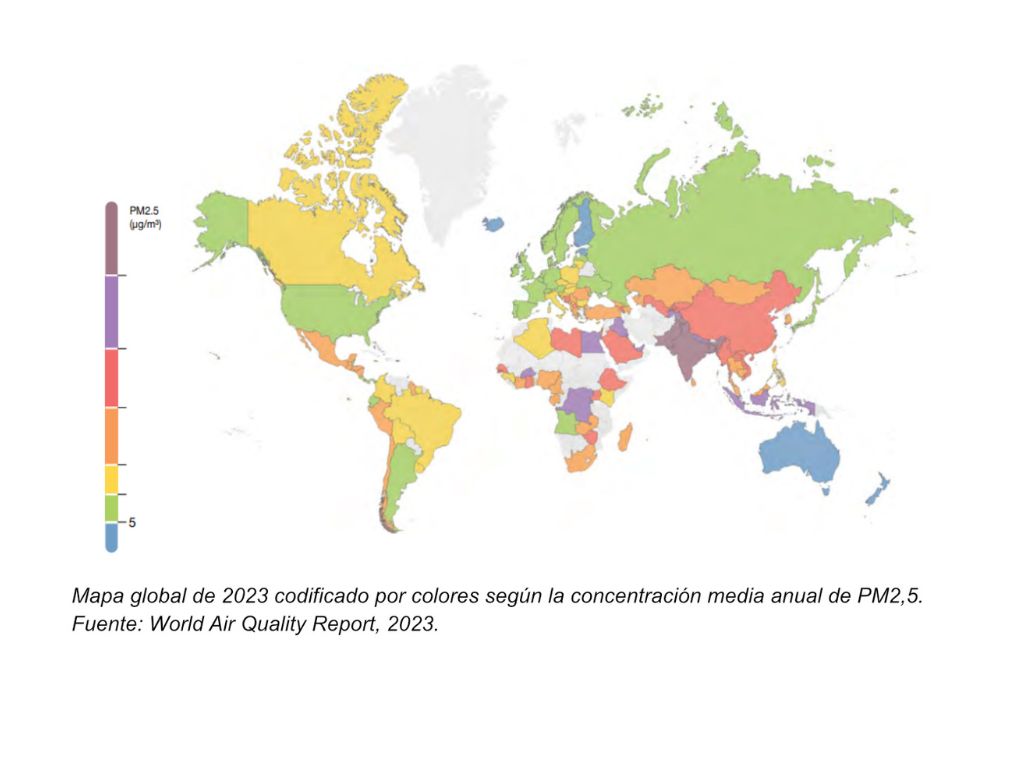 PM2.5
(µg/m³)
5
Mapa global de 2023 codificado por colores según la concentración media anual de PM2,5.
Fuente: World Air Quality Report, 2023.